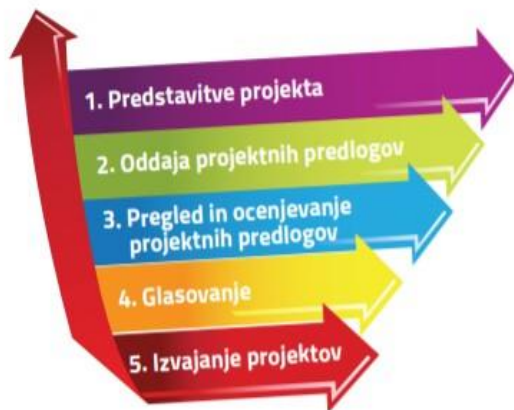 1. Predstavitve projekta
2. Oddaja projektnih predlogov
3. Pregled in ocenjevanje
projektnih predlogov
4. Glasovanje
5. Izvajanje projektov